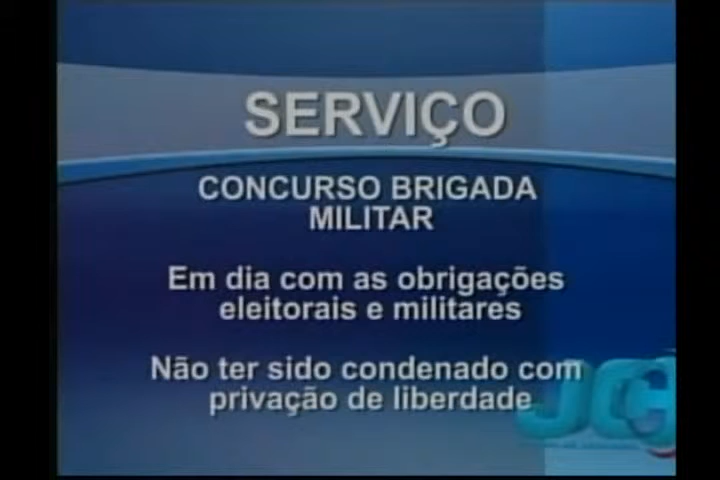 SERVIÇO
CONCURSO BRIGADA
MILITAR
Em dia com as obrigações
eleitorais e militares
Não ter sido condenado com
privação de liberdade